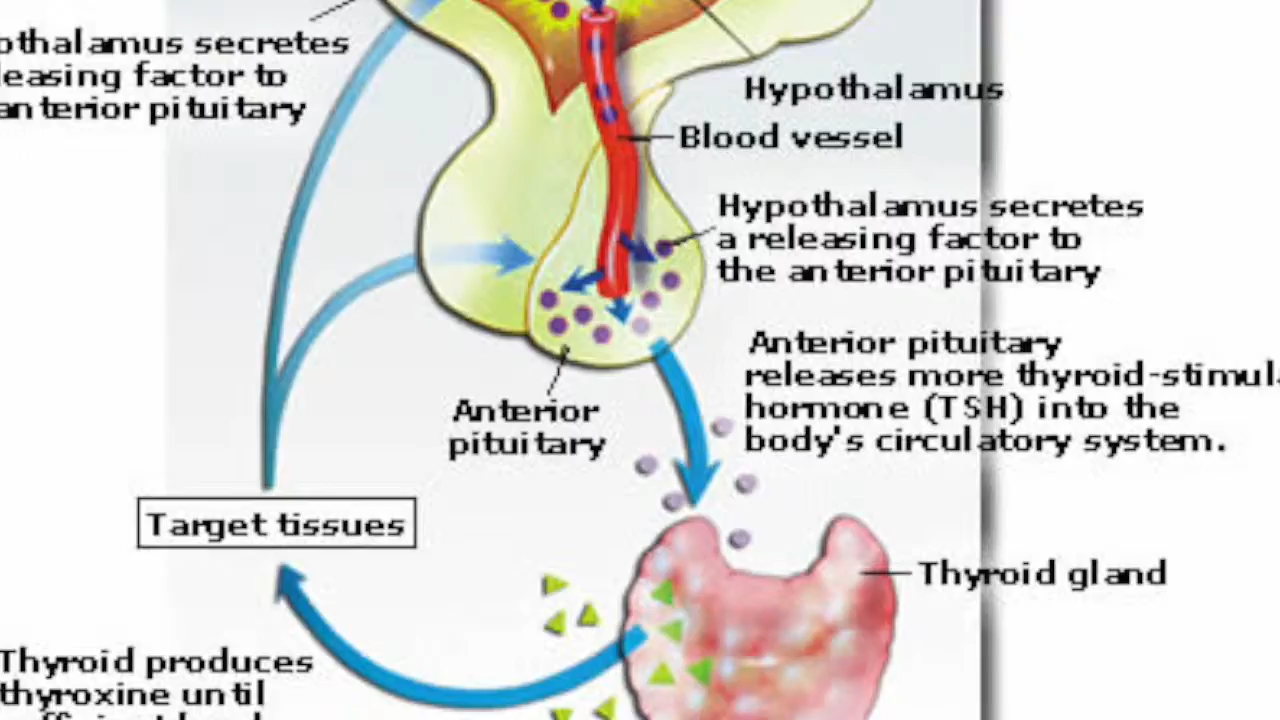 othalamus secretes
leasing factor to
anterior pituitary
Hypothalamus
Blood vessel
Hypothalamus secretes
a releasing factor to
the anterior pituitary
Anterior pituitary
releases more thyroid-stimul
hormone (TSH) into the
body's circulatory system.
Anterior
pituitary
Target tissues
Thyroid gland
Thyroid produces
thyroxine until